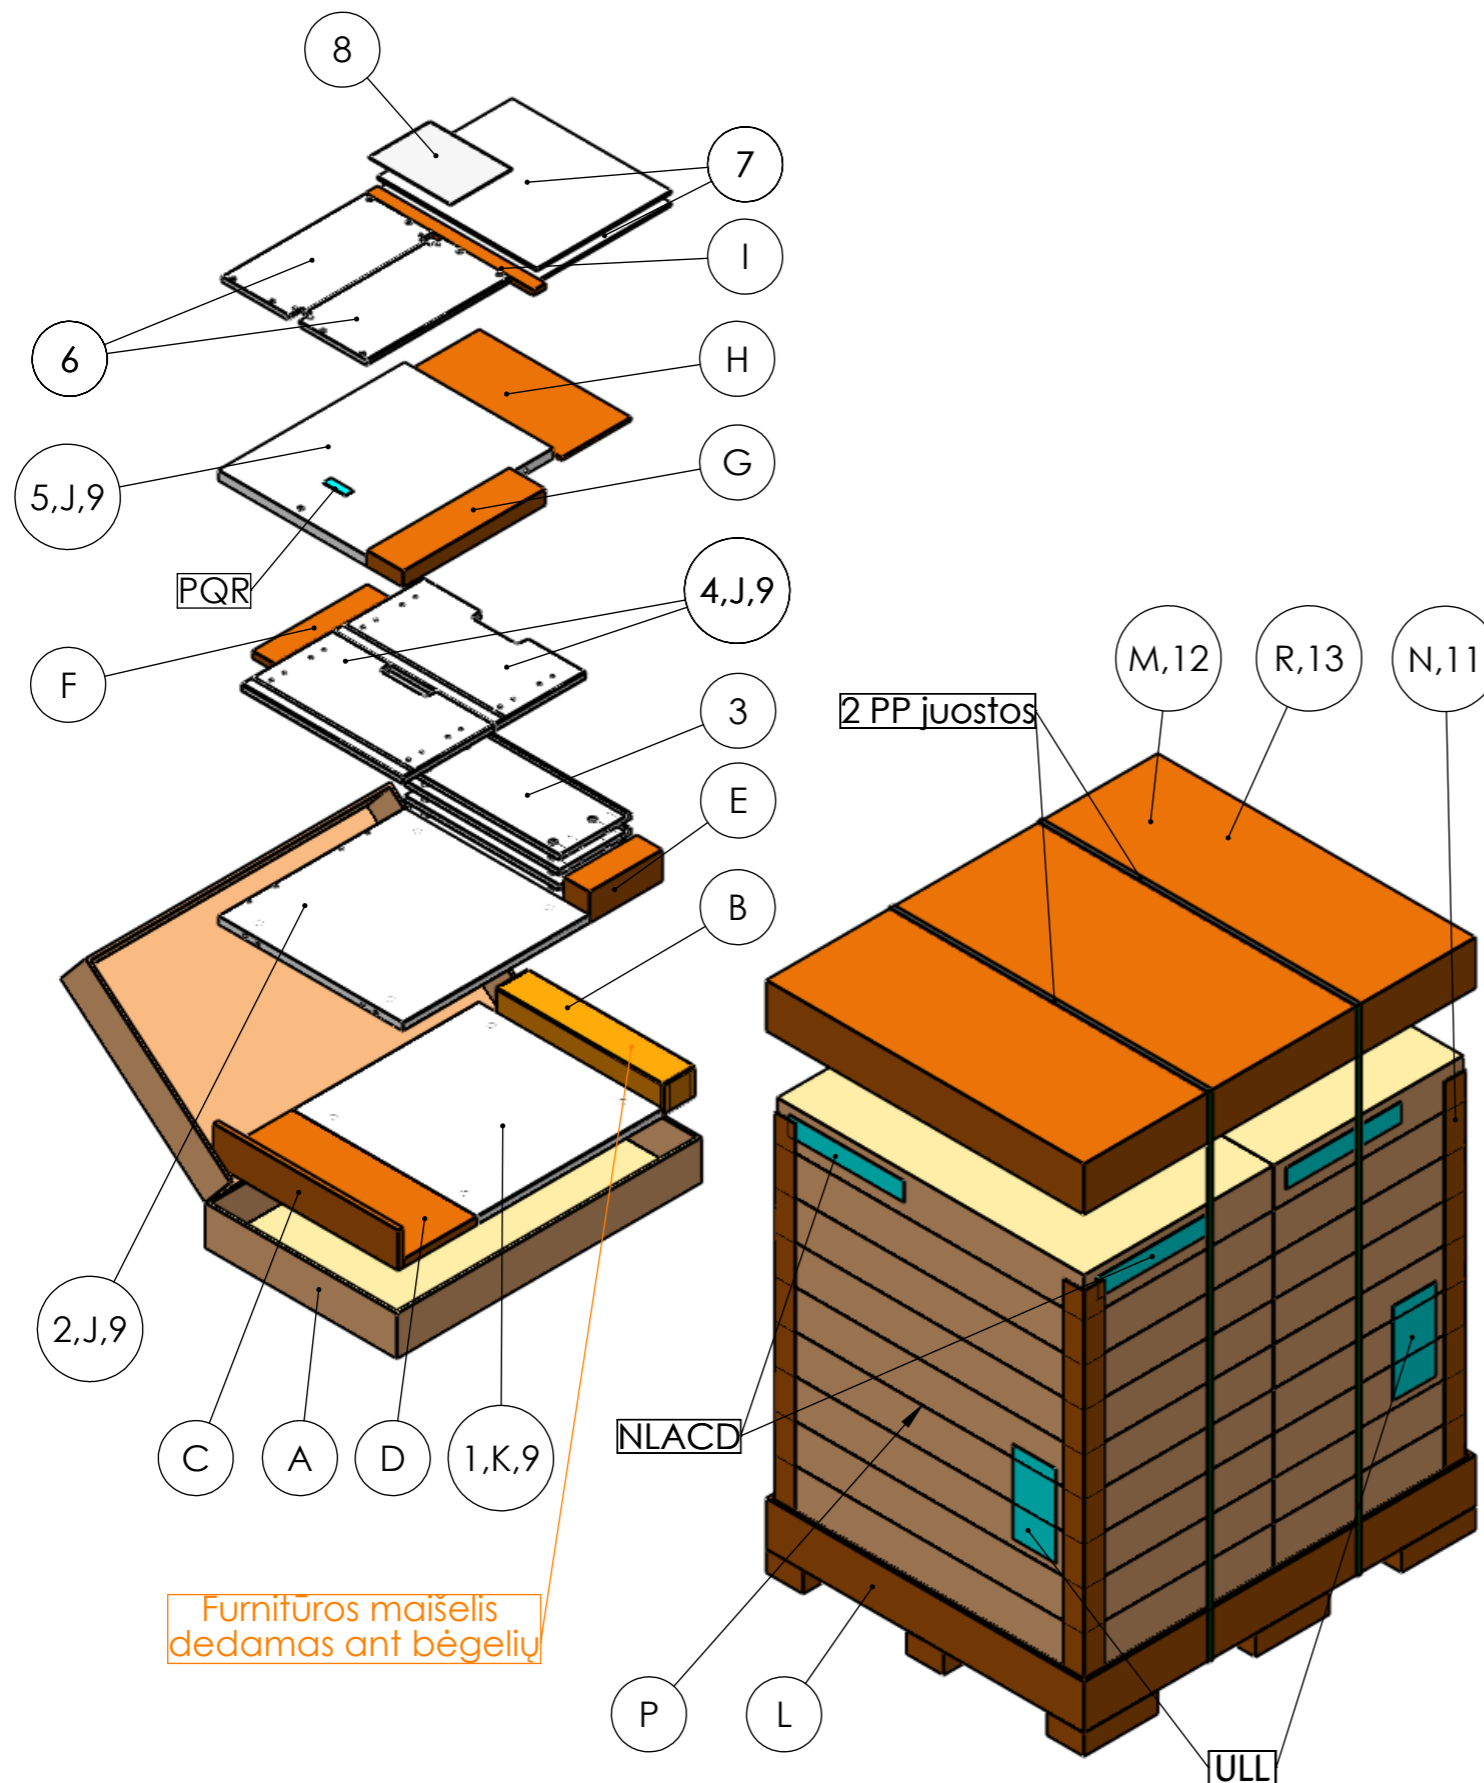 8
7
I
6
H
G
5,J,9
PQR
4,J,9
F
3
M,12
R,13
N,11
2 PP juostos
E
B
2,J,9
NLACD
C
A
D
1,K,9
Furnitūros maišelis
dedamas ant bėgelių
P
L
ULL